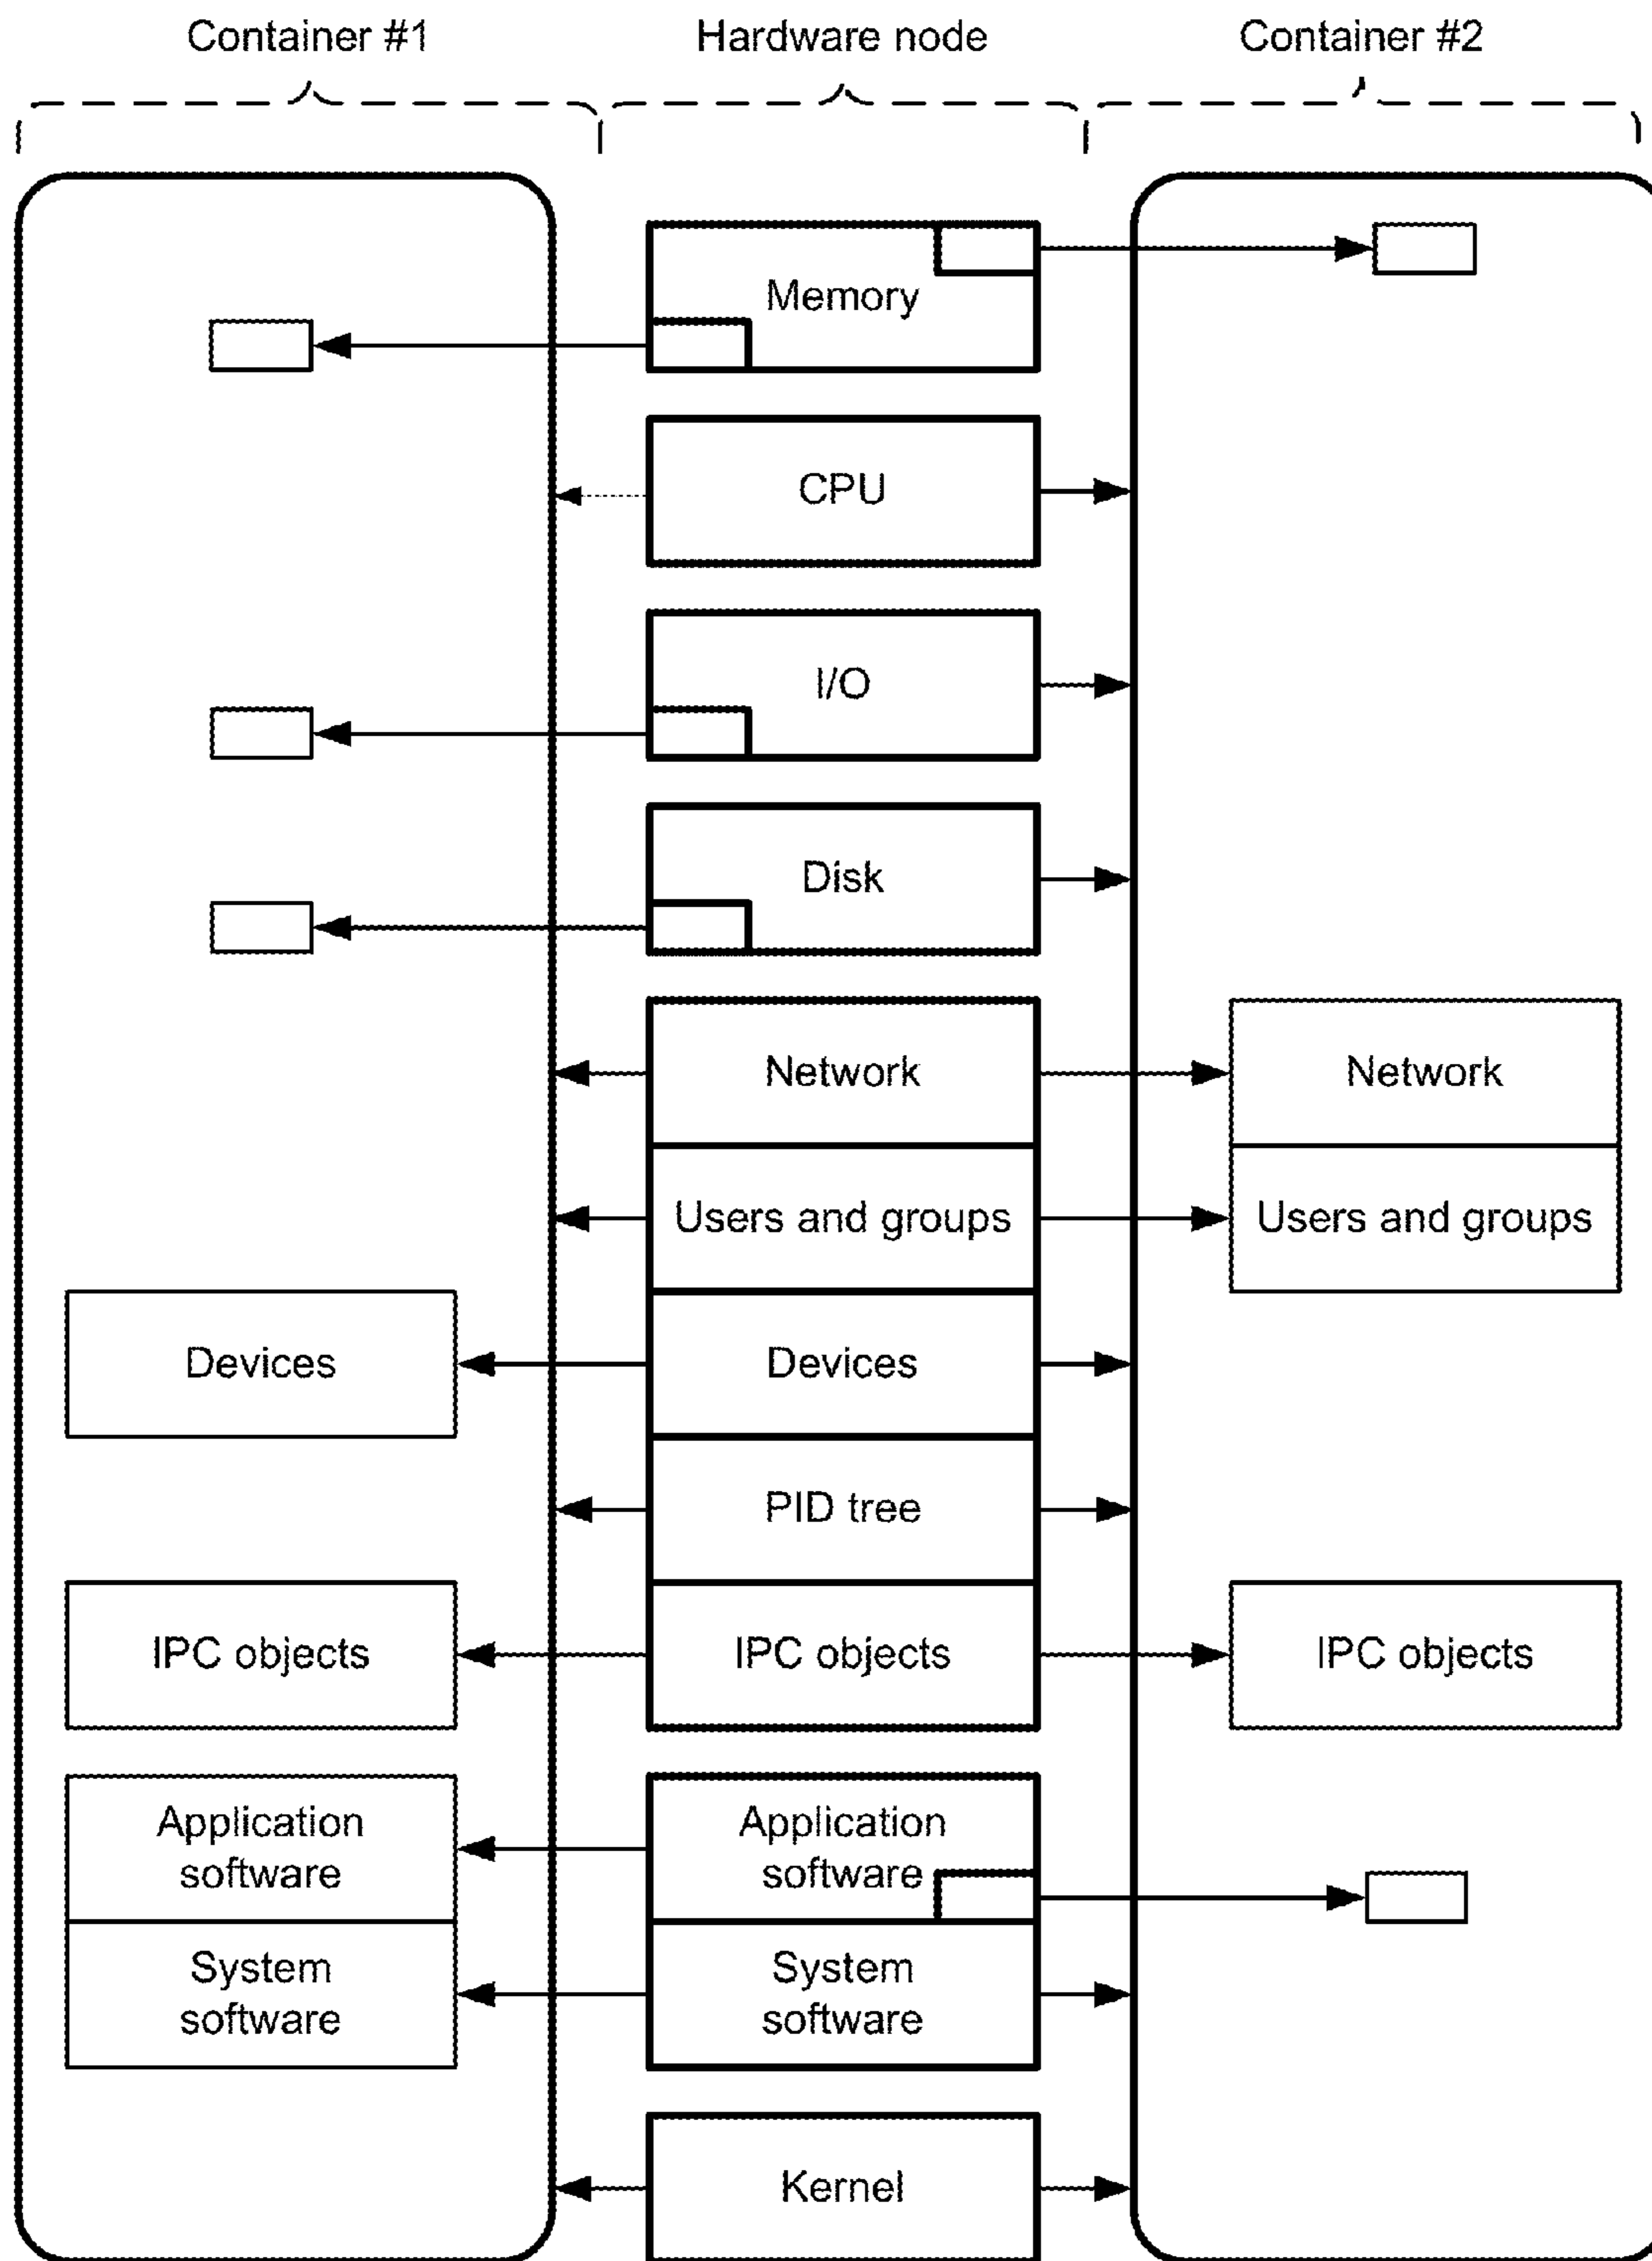 Container #1
Hardware node
Container #2
Memory
CPU
I/O
Disk
Network
Network
Users and groups
Users and groups
Devices
Devices
PID tree
IPC objects
IPC objects
IPC objects
Application
software
Application
software
System
software
System
software
Kernel